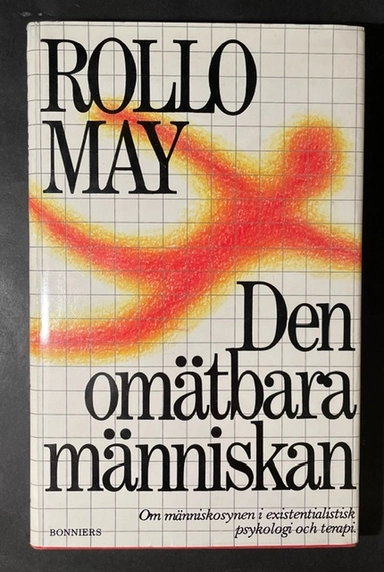 ROLLO
MAY
Den
omätbara
människan
Om människosynen i existentialistisk
psykologi och terapi.
BONNIERS